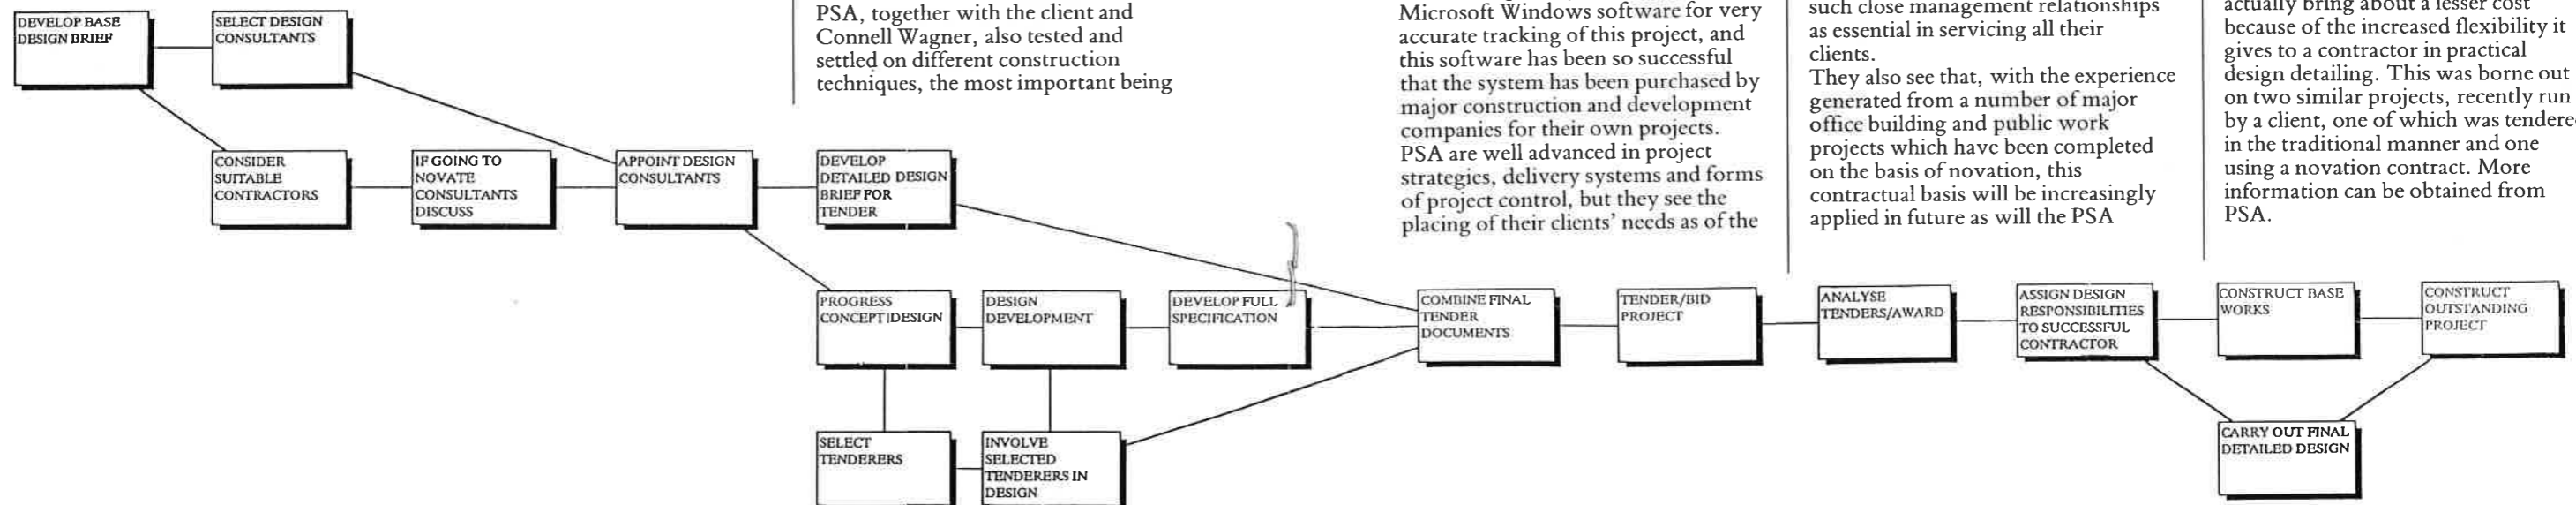 PSA, together with the client and
Connell Wagner, also tested and
settled on different construction
techniques, the most important being
Microsoft Windows software for very
accurate tracking of this project, and
this software has been so successful
that the system has been purchased by
major construction and development
companies for their own projects.
PSA are well advanced in project
strategies, delivery systems and forms
of project control, but they see the
placing of their clients' needs as of the
such close management relationships
as essential in servicing all their
clients.
They also see that, with the experience
generated from a number of major
office building and public work
projects which have been completed
on the basis of novation, this
contractual basis will be increasingly
applied in future as will the PSA
actually bring about a lesser cost
because of the increased flexibility it
gives to a contractor in practical
design detailing. This was borne out
on two similar projects, recently run
by a client, one of which was tendere
in the traditional manner and one
using a novation contract. More
information can be obtained from
PSA.
DEVELOP BASE
DESIGN BRIEF
SELECT DESIGN
CONSULTANTS
CONSIDER
SUITABLE
CONTRACTORS
IF GOING TO
NOVATE
CONSULTANTS
DISCUSS
APPOINT DESIGN
CONSULTANTS
DEVELOP
DETAILED DESIGN
BRIEF FOR
TENDER
PROGRESS
CONCEPT DESIGN
DESIGN
DEVELOPMENT
DEVELOP FULL
SPECIFICATION
COMBINE FINAL
TENDER
DOCUMENTS
TENDER/BID
PROJECT
ANALYSE
TENDERS/AWARD
ASSIGN DESIGN
RESPONSIBILITIES
TO SUCCESSFUL
CONTRACTOR
CONSTRUCT BASE
WORKS
CONSTRUCT
OUTSTANDING
PROJECT
SELECT
TENDERERS
INVOLVE
SELECTED
TENDERERS IN
DESIGN
CARRY OUT FINAL
DETAILED DESIGN